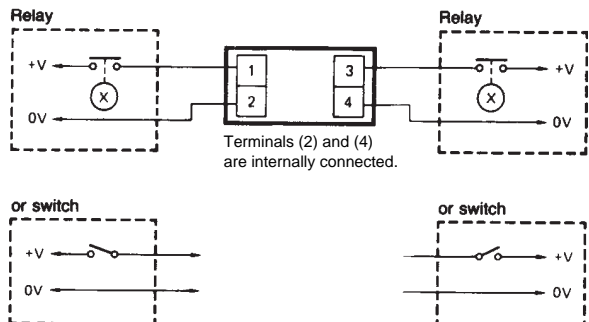 Relay
Relay
+V
X
0V
1
2
3
4
+V
X
0V
Terminals (2) and (4)
are internally connected.
or switch
or switch
+V
0V
+V
0V